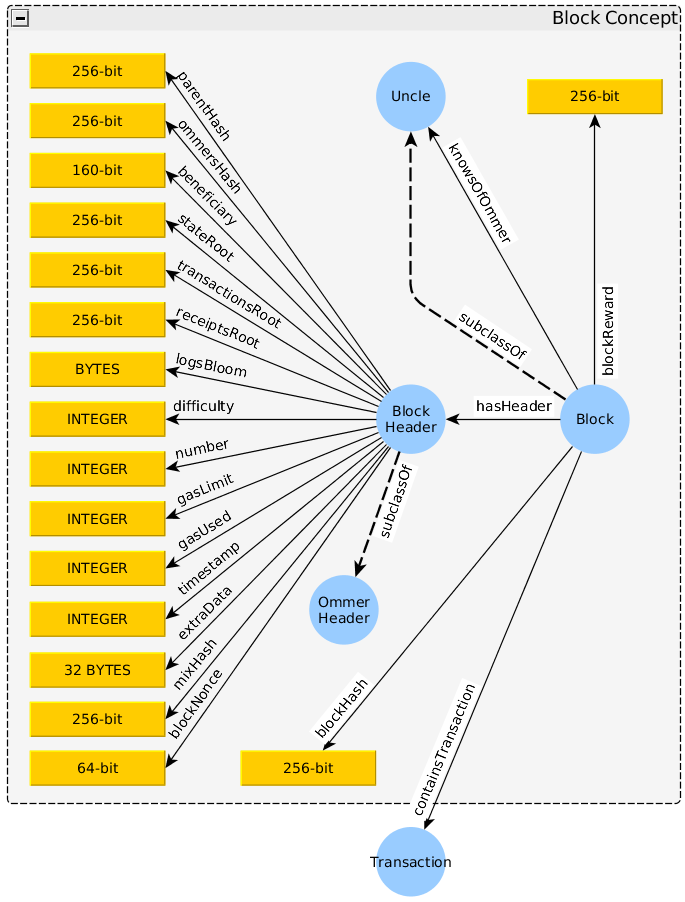 Block Concept
256-bit
parentHash
256-bit
ommersHash
160-bit
beneficiary
256-bit
stateRoot
256-bit
transactionsRoot
256-bit
receiptsRoot
BYTES
logsBloom
INTEGER
difficulty
INTEGER
number
INTEGER
gasLimit
INTEGER
gasUsed
INTEGER
timestamp
32 BYTES
extraData
256-bit
mixHash
64-bit
blockNonce
Uncle
256-bit
knowsOfOmmer
blockReward
subclassOf
Block
Header
hasHeader
Block
subclassOf
Ommer
Header
blockHash
256-bit
containsTransaction
Transaction